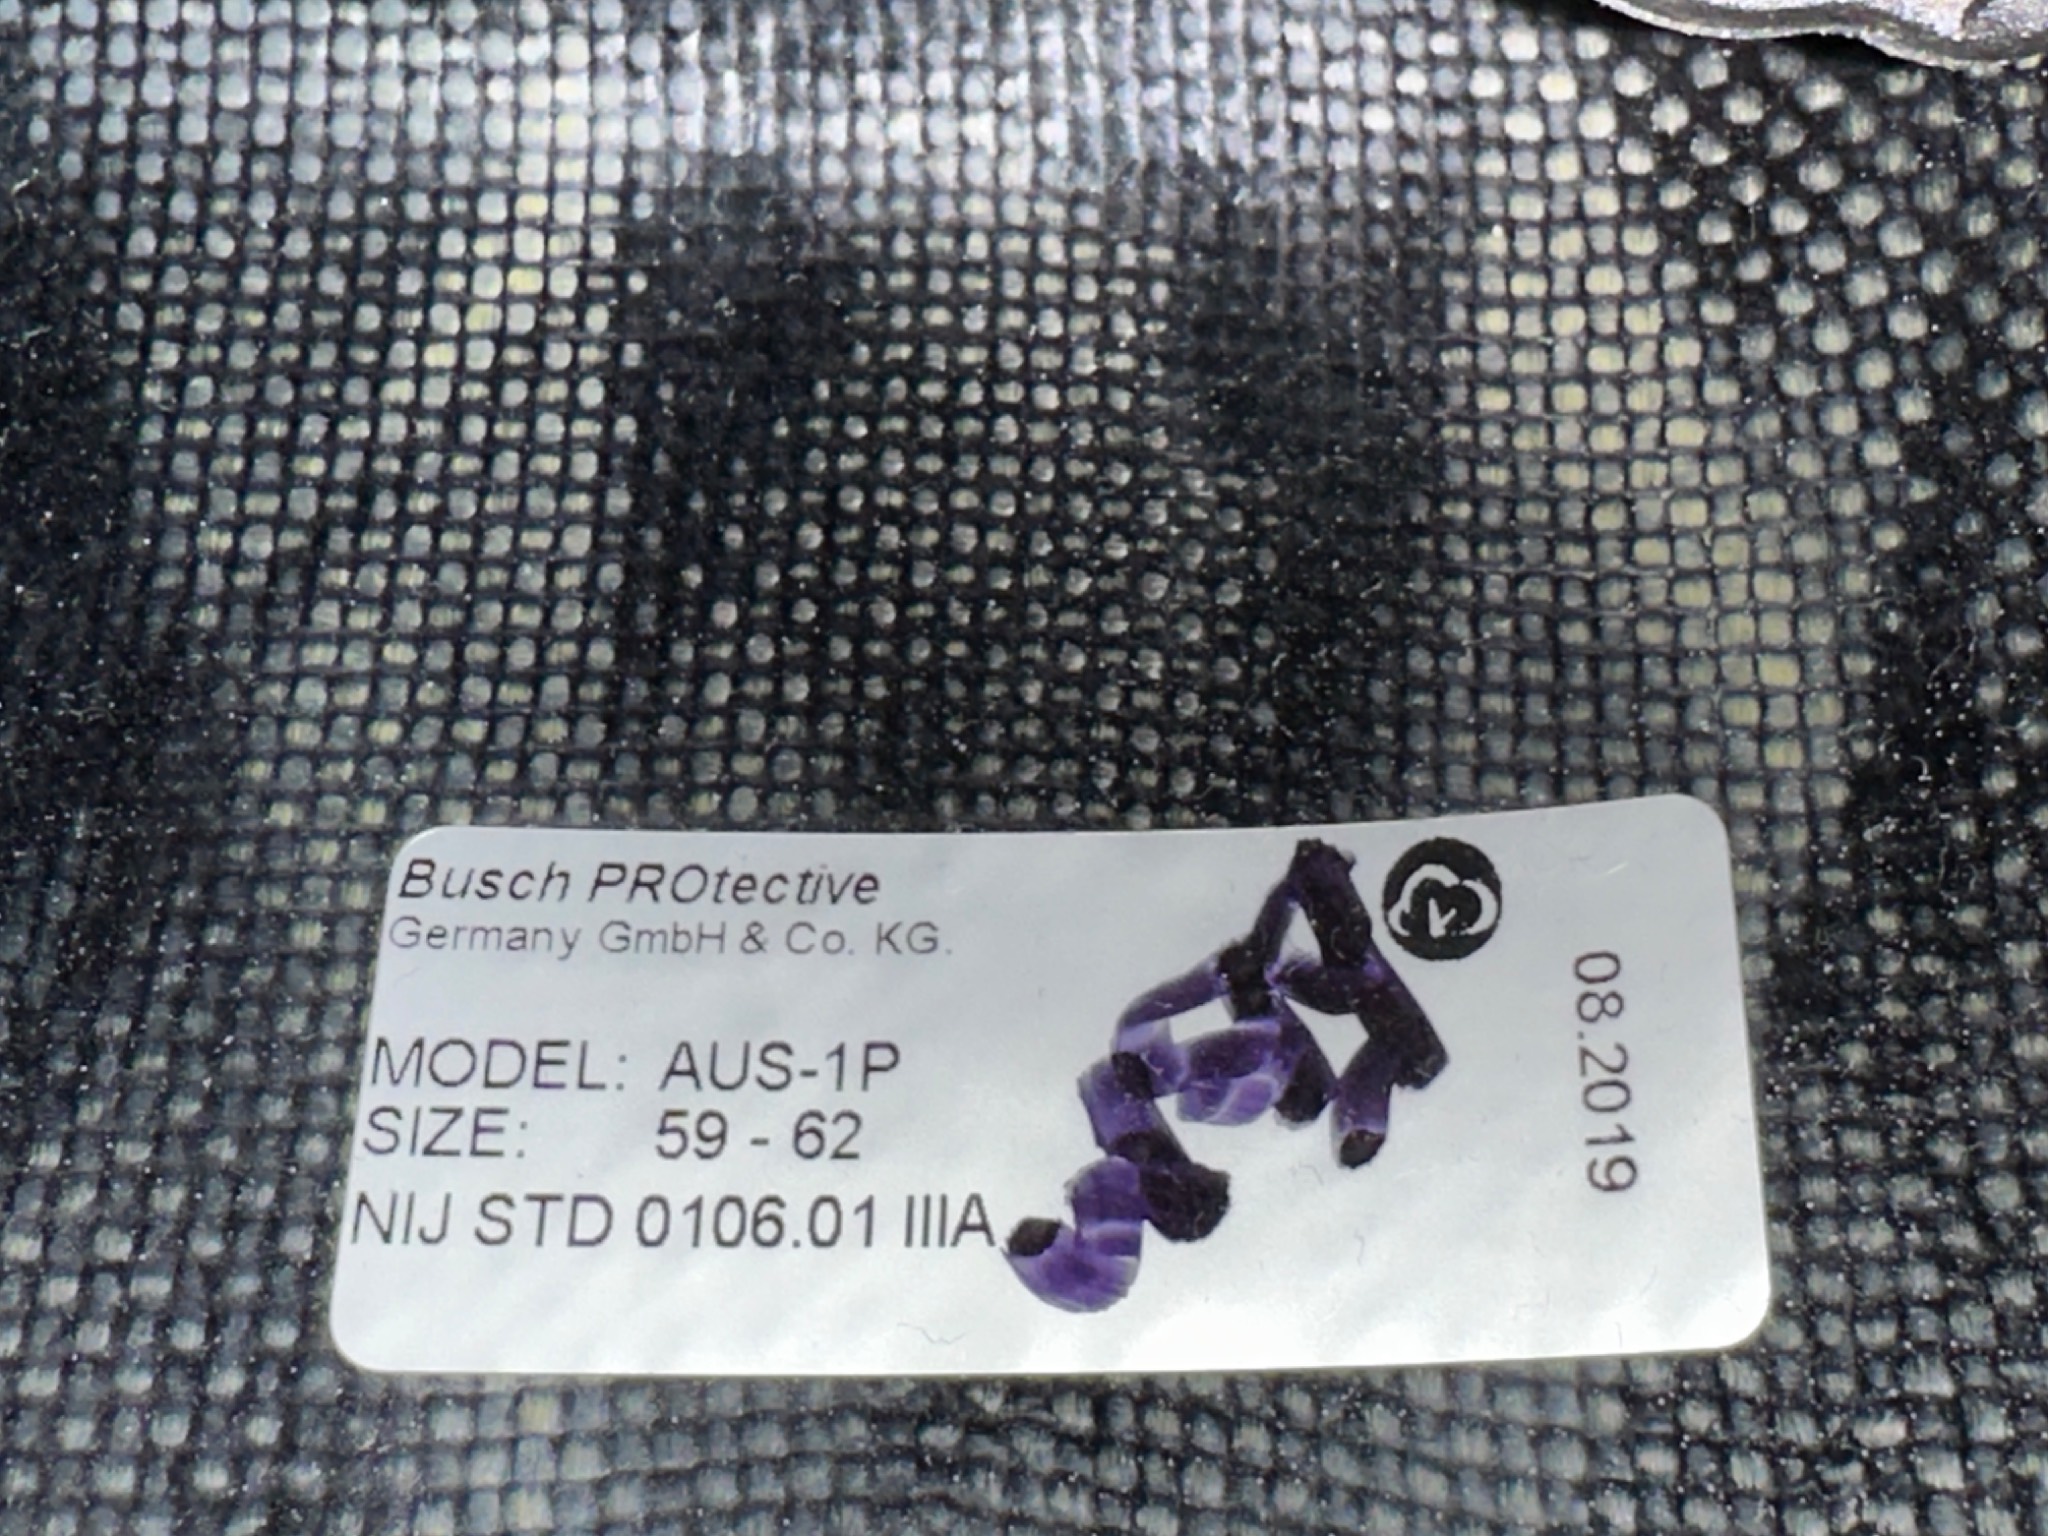 Busch PROtective
Germany GmbH & Co. KG.
MODEL: AUS-1P
SIZE: 59 - 62
NIJ STD 0106.01 IIIA
08.2019